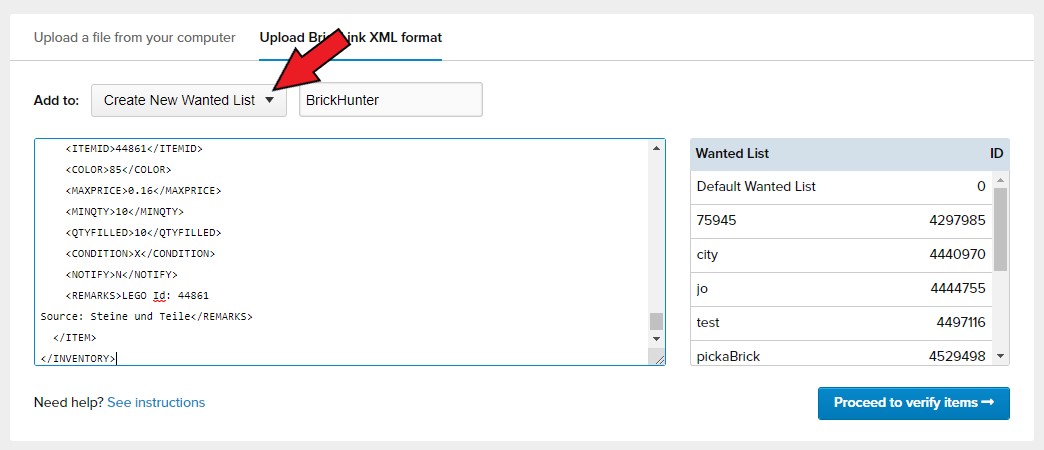 Upload a file from your computer
Upload Bri ink XML format
Add to:
Create New Wanted List
BrickHunter
<ITEMID>44861</ITEMID>
<COLOR>85</COLOR>
<MAXPRICE>0.16</MAXPRICE>
<MINQTY>10</MINQTY>
<QTYFILLED>10</QTYFILLED>
<CONDITION>X</CONDITION>
<NOTIFY>N</NOTIFY>
<REMARKS>LEGO Id: 44861
Source: Steine und Teile</REMARKS>
</ITEM>
</INVENTORY>
Wanted List ID
Default Wanted List 0
75945 4297985
city 4440970
jo 4444755
test 4497116
pickaBrick 4529498
Need help? See instructions
Proceed to verify items →